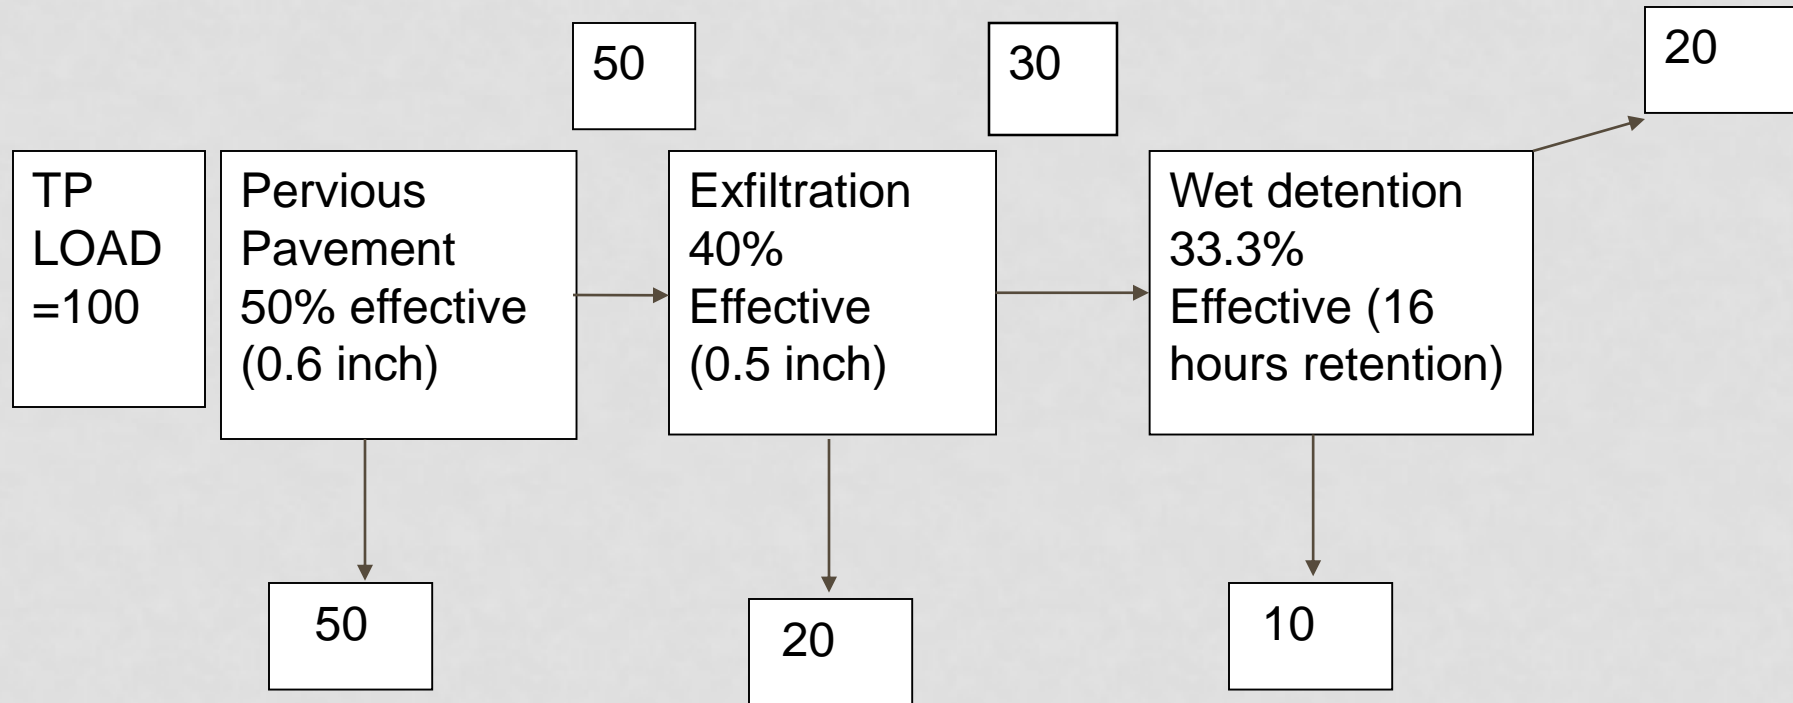 50
30
20
TP
LOAD
=100
Pervious
Pavement
50% effective
(0.6 inch)
Exfiltration
40%
Effective
(0.5 inch)
Wet detention
33.3%
Effective (16
hours retention)
50
20
10